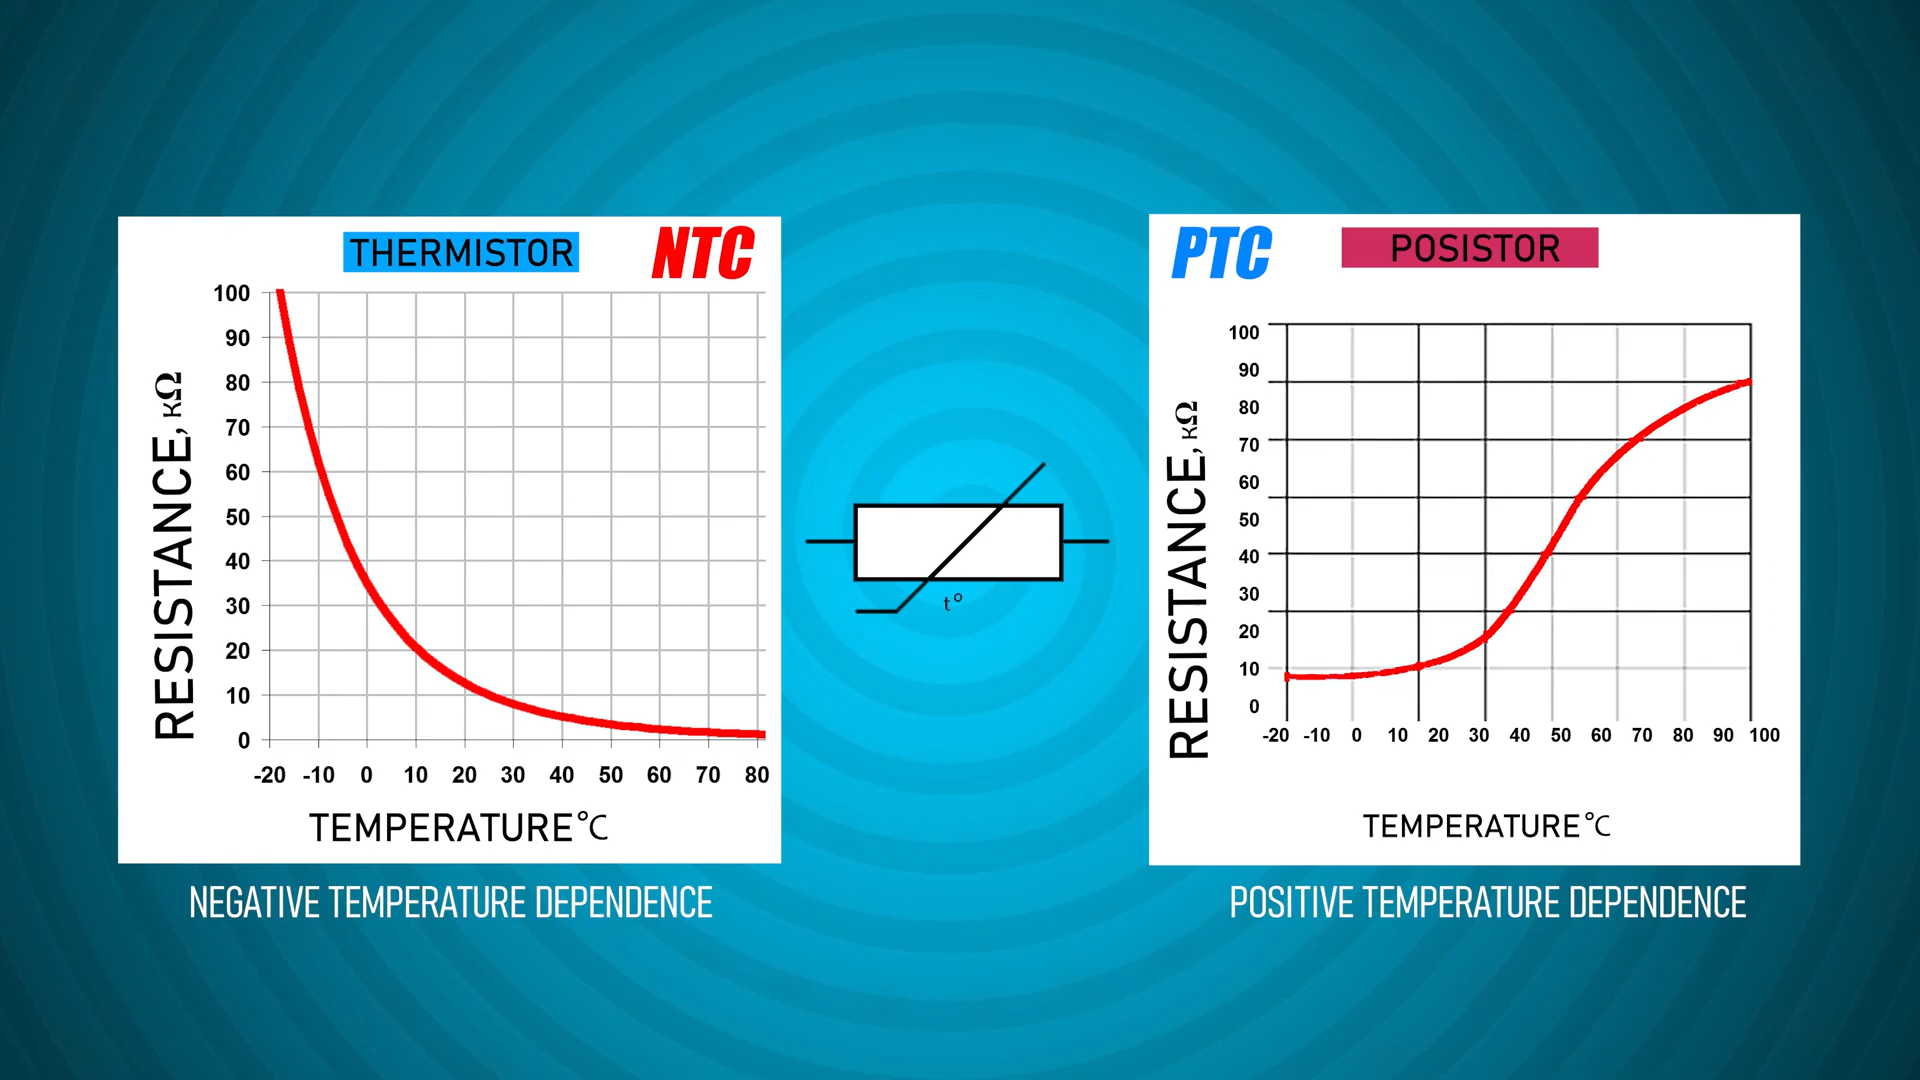 THERMISTOR NTC
100
90
80
70
60
50
40
30
20
10
0
RESISTANCE, кΩ
-20 -10 0 10 20 30 40 50 60 70 80
TEMPERATURE°C
NEGATIVE TEMPERATURE DEPENDENCE
t°
PTC POSISTOR
100
90
80
70
60
50
40
30
20
10
0
RESISTANCE, кΩ
-20 -10 0 10 20 30 40 50 60 70 80 90 100
TEMPERATURE°C
POSITIVE TEMPERATURE DEPENDENCE